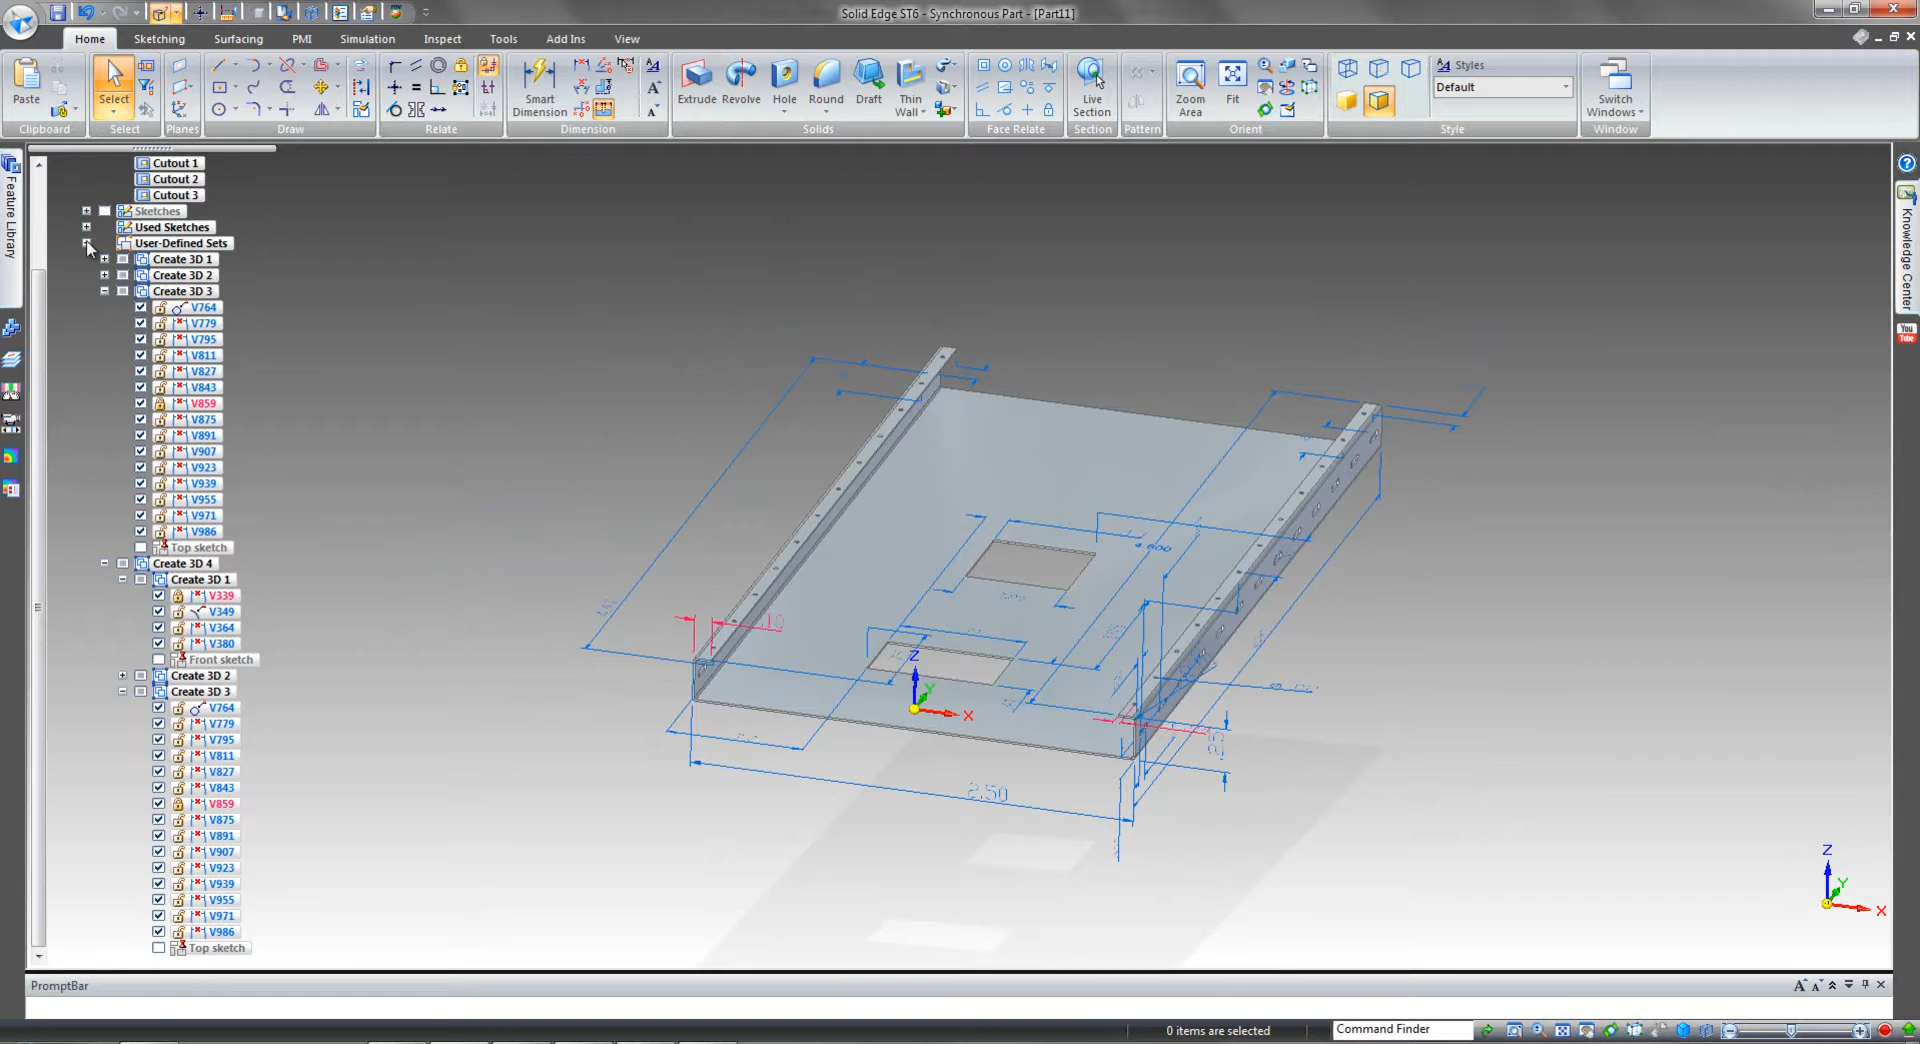 Solid Edge ST6 - Synchronous Part - [Part11]
Home Sketching Surfacing PMI Simulation Inspect Tools Add Ins View
Paste
Clipboard
Select
Select
Planes
Draw
Relate
Smart Dimension
Dimension
Extrude
Revolve
Hole
Round
Draft
Thin Wall
Solids
Face Relate
Live Section
Section
Pattern
Zoom Area
Fit
Orient
Styles
Default
Style
Switch Windows
Window
Feature Library
Knowledge Center
You Tube
Cutout 1
Cutout 2
Cutout 3
Sketches
Used Sketches
User-Defined Sets
Create 3D 1
Create 3D 2
Create 3D 3
V764
V779
V795
V811
V827
V843
V859
V875
V891
V907
V923
V939
V955
V971
V986
Top sketch
Create 3D 4
Create 3D 1
V339
V349
V364
V380
Front sketch
Create 3D 2
Create 3D 3
V764
V779
V795
V811
V827
V843
V859
V875
V891
V907
V923
V939
V955
V971
V986
Top sketch
2.50
Z
Y
X
Z
Y
X
PromptBar
0 items are selected
Command Finder